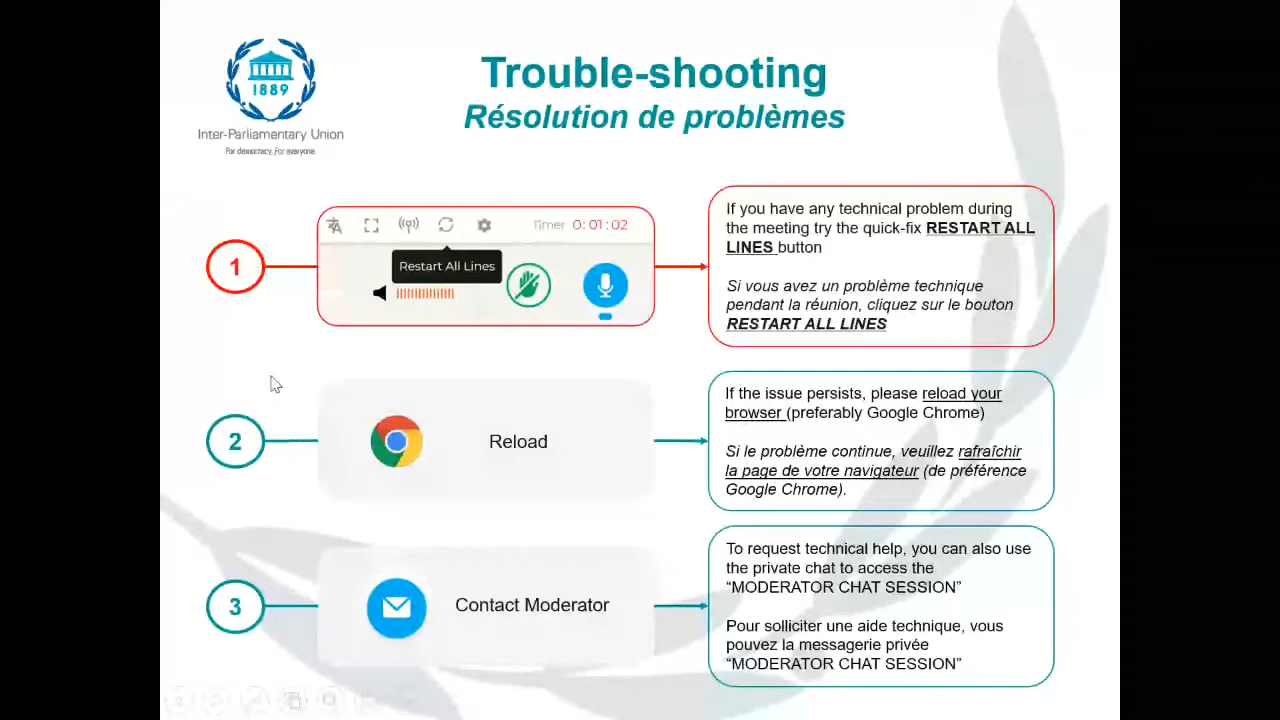 1889
Inter-Parliamentary Union
For democracy. For everyone.
Trouble-shooting
Résolution de problèmes
1
Timer 0:01:02
Restart All Lines
If you have any technical problem during
the meeting try the quick-fix RESTART ALL
LINES button
Si vous avez un problème technique
pendant la réunion, cliquez sur le bouton
RESTART ALL LINES
2
Reload
If the issue persists, please reload your
browser (preferably Google Chrome)
Si le problème continue, veuillez rafraîchir
la page de votre navigateur (de préférence
Google Chrome).
3
Contact Moderator
To request technical help, you can also use
the private chat to access the
“MODERATOR CHAT SESSION”
Pour solliciter une aide technique, vous
pouvez la messagerie privée
“MODERATOR CHAT SESSION”